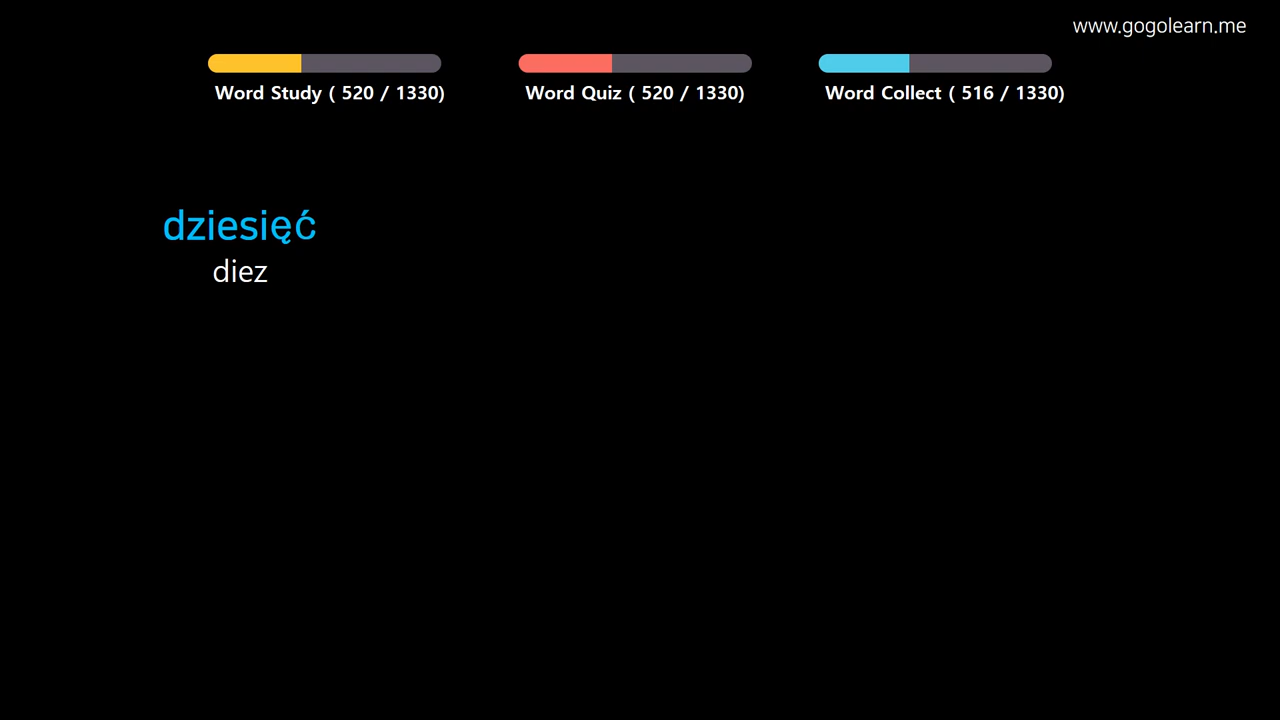 www.gogolearn.me
Word Study ( 520 / 1330)
Word Quiz ( 520 / 1330)
Word Collect ( 516 / 1330)
dziesięć
diez